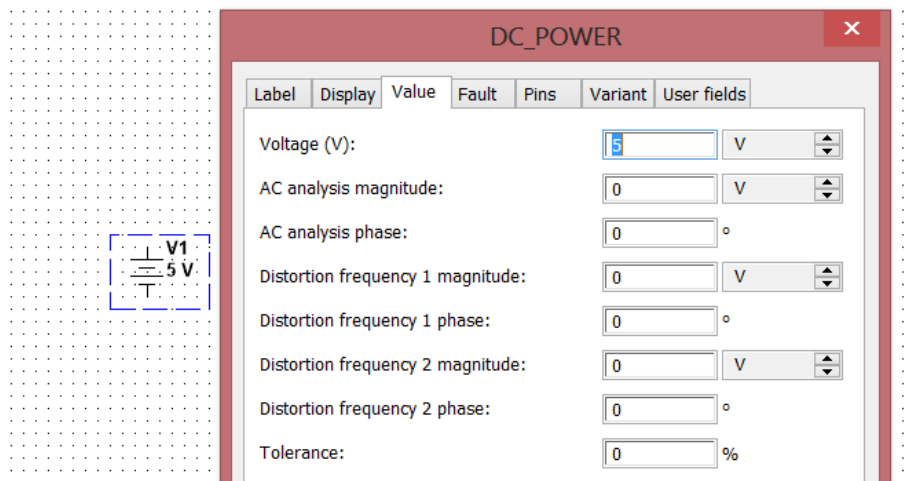 DC_POWER
Label Display Value Fault Pins Variant User fields
Voltage (V): 5 V
AC analysis magnitude: 0 V
AC analysis phase: 0 °
V1
5 V
Distortion frequency 1 magnitude: 0 V
Distortion frequency 1 phase: 0 °
Distortion frequency 2 magnitude: 0 V
Distortion frequency 2 phase: 0 °
Tolerance: 0 %